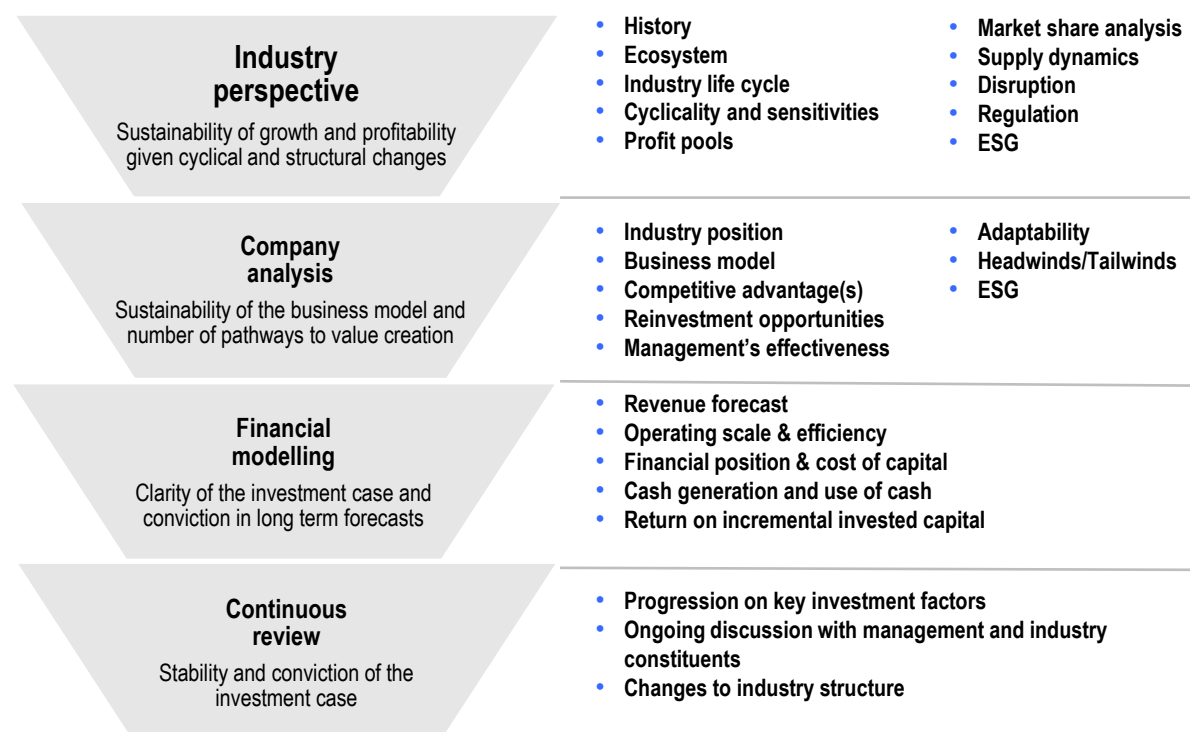 Industry
perspective
Sustainability of growth and profitability
given cyclical and structural changes
• History
• Ecosystem
• Industry life cycle
• Cyclicality and sensitivities
• Profit pools
• Market share analysis
• Supply dynamics
• Disruption
• Regulation
• ESG
Company
analysis
Sustainability of the business model and
number of pathways to value creation
• Industry position
• Business model
• Competitive advantage(s)
• Reinvestment opportunities
• Management’s effectiveness
• Adaptability
• Headwinds/Tailwinds
• ESG
Financial
modelling
Clarity of the investment case and
conviction in long term forecasts
• Revenue forecast
• Operating scale & efficiency
• Financial position & cost of capital
• Cash generation and use of cash
• Return on incremental invested capital
Continuous
review
Stability and conviction of the
investment case
• Progression on key investment factors
• Ongoing discussion with management and industry
constituents
• Changes to industry structure